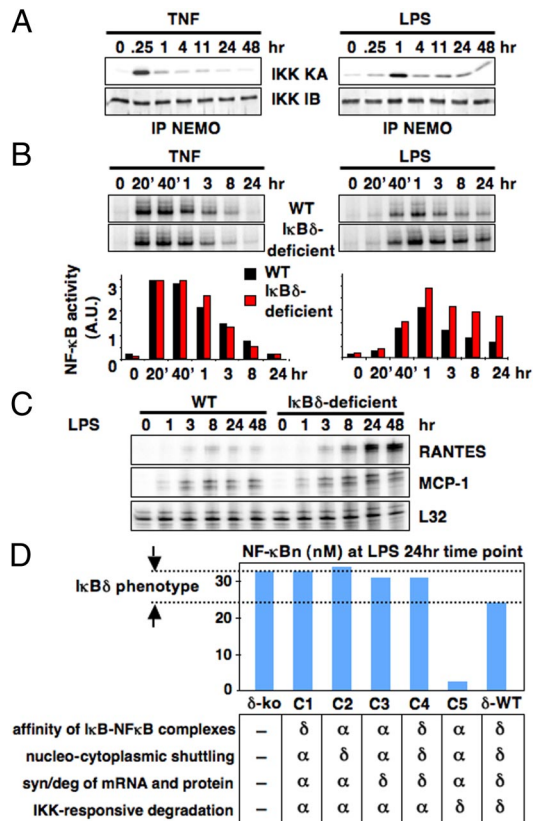 A
TNF
LPS
0 .25 1 4 11 24 48 hr
0 .25 1 4 11 24 48 hr
IKK KA
IKK IB
IP NEMO
IP NEMO
B
TNF
LPS
0 20' 40' 1 3 8 24 hr
0 20' 40' 1 3 8 24 hr
WT
IκBδ-
deficient
NF-κB activity
(A.U.)
3
2
1
0
WT
IκBδ-
deficient
0 20' 40' 1 3 8 24 hr
0 20' 40' 1 3 8 24 hr
C
WT
IκBδ-deficient
LPS
0 1 3 8 24 48 0 1 3 8 24 48 hr
RANTES
MCP-1
L32
D
NF-κBn (nM) at LPS 24hr time point
IκBδ
phenotype
30
20
10
0
δ-ko C1 C2 C3 C4 C5 δ-WT
affinity of IκB-NFκB complexes – δ α α δ α δ
nucleo-cytoplasmic shuttling – α δ α δ α δ
syn/deg of mRNA and protein – α α δ δ α δ
IKK-responsive degradation – α α α α δ δ